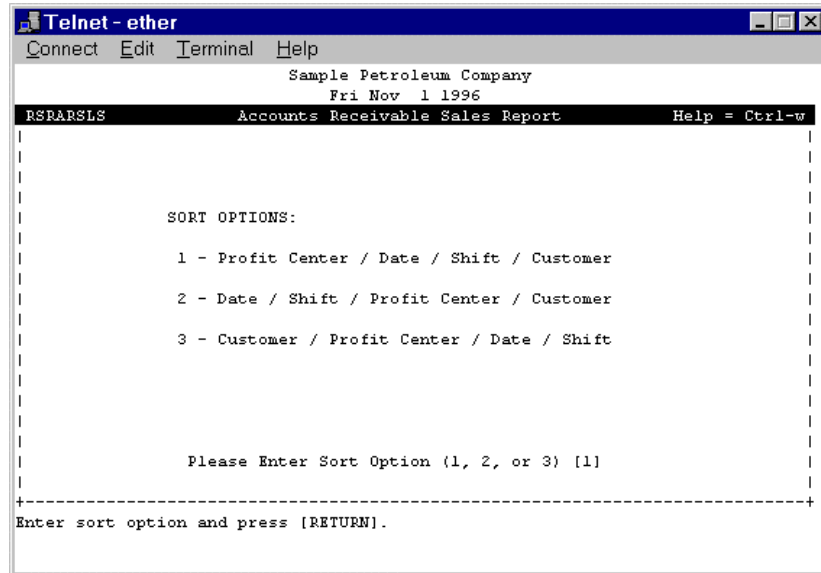 Telnet - ether
Connect Edit Terminal Help
Sample Petroleum Company
Fri Nov 1 1996
RSRARSLS Accounts Receivable Sales Report Help = Ctrl-w
SORT OPTIONS:
1 - Profit Center / Date / Shift / Customer
2 - Date / Shift / Profit Center / Customer
3 - Customer / Profit Center / Date / Shift
Please Enter Sort Option (1, 2, or 3) [1]
Enter sort option and press [RETURN].